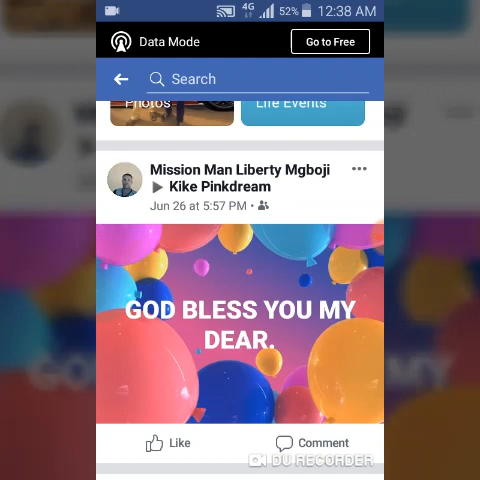 4G 52% 12:38 AM
Data Mode
Go to Free
Search
Photos
Life Events
Mission Man Liberty Mgboji
▶ Kike Pinkdream
Jun 26 at 5:57 PM •
GOD BLESS YOU MY
DEAR.
Like
Comment
DU RECORDER